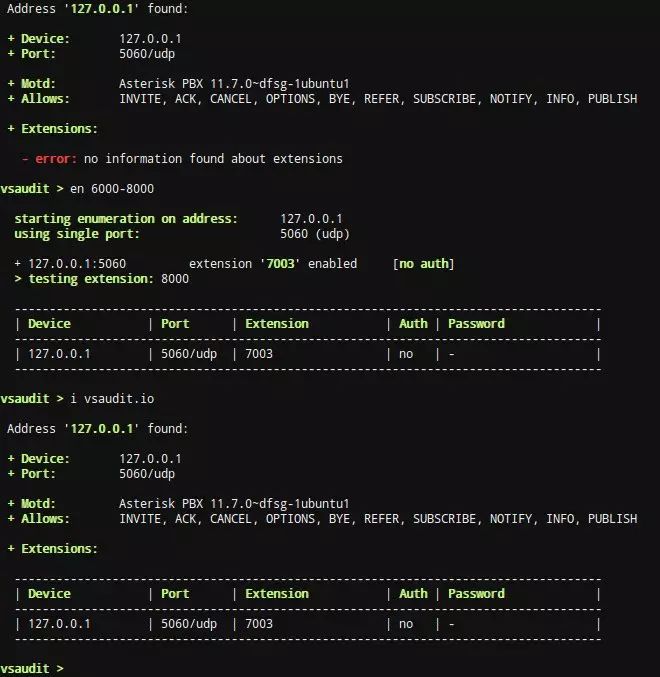 Address '127.0.0.1' found:
+ Device: 127.0.0.1
+ Port: 5060/udp
+ Motd: Asterisk PBX 11.7.0~dfsg-1ubuntu1
+ Allows: INVITE, ACK, CANCEL, OPTIONS, BYE, REFER, SUBSCRIBE, NOTIFY, INFO, PUBLISH
+ Extensions:
- error: no information found about extensions
vsaudit > en 6000-8000
starting enumeration on address: 127.0.0.1
using single port: 5060 (udp)
+ 127.0.0.1:5060 extension '7003' enabled [no auth]
> testing extension: 8000
------------------------------------------------------------------------------------
| Device | Port | Extension | Auth | Password |
------------------------------------------------------------------------------------
| 127.0.0.1 | 5060/udp | 7003 | no | - |
------------------------------------------------------------------------------------
vsaudit > i vsaudit.io
Address '127.0.0.1' found:
+ Device: 127.0.0.1
+ Port: 5060/udp
+ Motd: Asterisk PBX 11.7.0~dfsg-1ubuntu1
+ Allows: INVITE, ACK, CANCEL, OPTIONS, BYE, REFER, SUBSCRIBE, NOTIFY, INFO, PUBLISH
+ Extensions:
------------------------------------------------------------------------------------
| Device | Port | Extension | Auth | Password |
------------------------------------------------------------------------------------
| 127.0.0.1 | 5060/udp | 7003 | no | - |
------------------------------------------------------------------------------------
vsaudit >